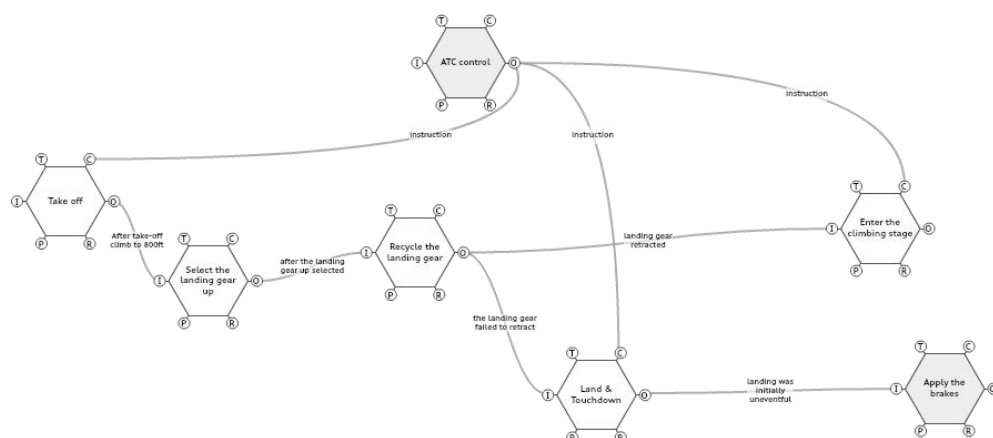 T
C
I
ATC control
O
P
R
instruction
instruction
instruction
T
C
I
Take off
O
P
R
After take-off
climb to 800ft
T
C
I
Select the
landing gear
up
O
P
R
after the landing
gear up selected
T
C
I
Recycle the
landing gear
O
P
R
landing gear
retracted
T
C
I
Enter the
climbing stage
O
P
R
the landing gear
failed to retract
T
C
I
Land &
Touchdown
O
P
R
landing was
initially
uneventful
T
C
I
Apply the
brakes
O
P
R